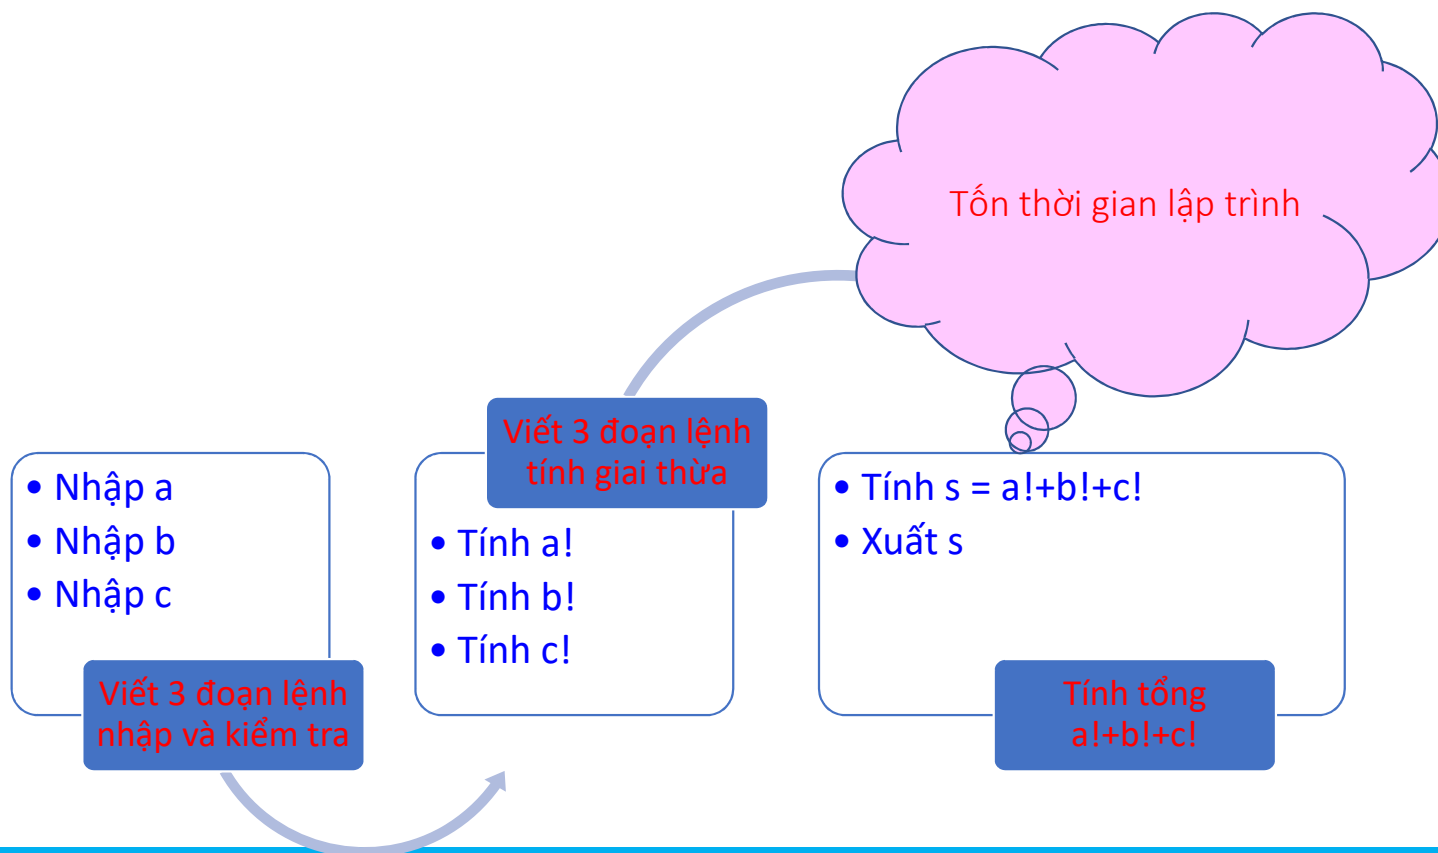 Tốn thời gian lập trình
• Nhập a
• Nhập b
• Nhập c
Viết 3 đoạn lệnh
nhập và kiểm tra
Viết 3 đoạn lệnh
tính giai thừa
• Tính a!
• Tính b!
• Tính c!
• Tính s = a!+b!+c!
• Xuất s
Tính tổng
a!+b!+c!